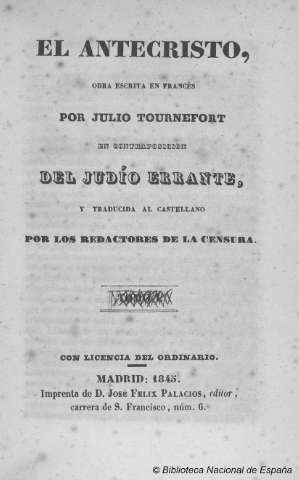 EL ANTECRISTO,
OBRA ESCRITA EN FRANCÉS
POR JULIO TOURNEFORT
EN CONTRAPOSICION
DEL JUDÍO ERRANTE,
Y TRADUCIDA AL CASTELLANO
POR LOS REDACTORES DE LA CENSURA.
CON LICENCIA DEL ORDINARIO.
MADRID: 1845.
Imprenta de D. JOSÉ FELIX PALACIOS, editor,
carrera de S. Francisco, núm. 6.
© Biblioteca Nacional de España